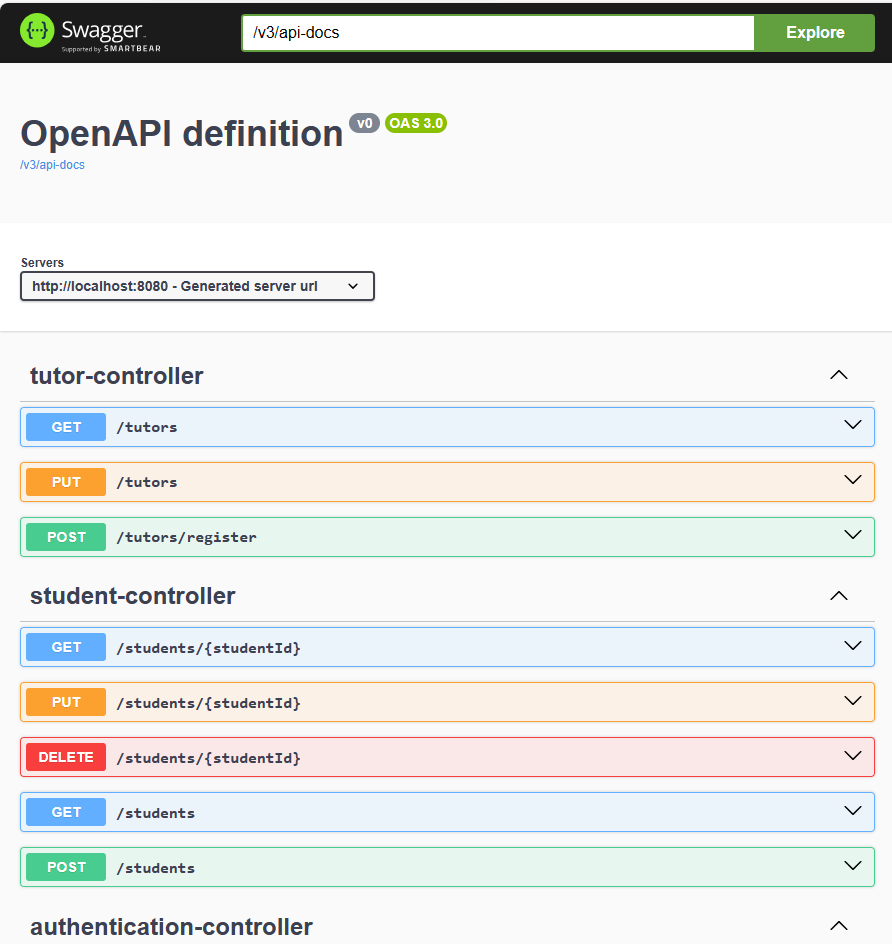 {...} Swagger™
Supported by SMARTBEAR
/v3/api-docs
Explore
OpenAPI definition v0 OAS 3.0
/v3/api-docs
Servers
http://localhost:8080 - Generated server url
tutor-controller
GET /tutors
PUT /tutors
POST /tutors/register
student-controller
GET /students/{studentId}
PUT /students/{studentId}
DELETE /students/{studentId}
GET /students
POST /students
authentication-controller